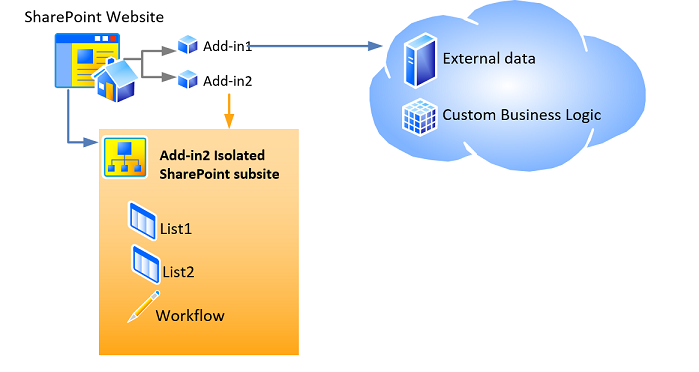 SharePoint Website
Add-in1
Add-in2
External data
Custom Business Logic
Add-in2 Isolated
SharePoint subsite
List1
List2
Workflow